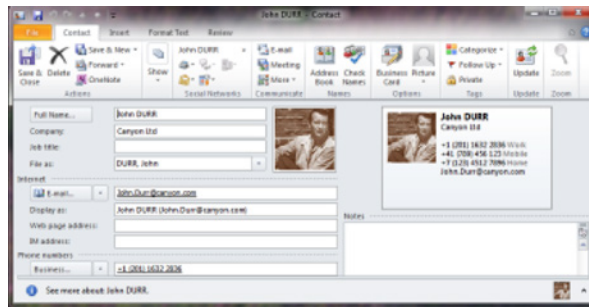 John DURR - Contact
File Contact Insert Format Text Review
Save & Close
Delete
Save & New
Forward
OneNote
Actions
Show
John DURR
Social Networks
E-mail
Meeting
More
Communicate
Address Book
Check Names
Names
Business Card
Picture
Options
Categorize
Follow Up
Private
Tags
Update
Update
Zoom
Zoom
Full Name... John DURR
Company: Canyon Ltd
Job title:
File as: DURR, John
Internet
E-mail... John.Durr@canyon.com
Display as: John DURR (John.Durr@canyon.com)
Web page address:
IM address:
Phone numbers
Business... +1 (201) 1632 2836
John DURR
Canyon Ltd
+1 (201) 1632 2836 Work
+41 (788) 456 123 Mobile
+7 (123) 4512 7896 Home
John.Durr@canyon.com
Notes
See more about: John DURR.